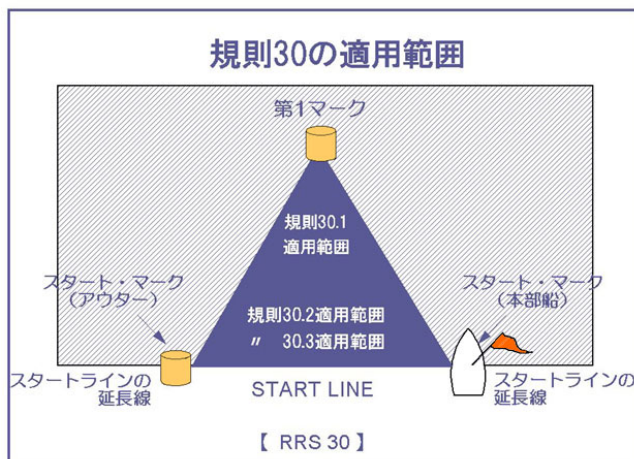 規則30の適用範囲
第1マーク
規則30.1
適用範囲
スタート・マーク
(アウター)
スタート・マーク
(本部船)
規則30.2適用範囲
〃 30.3適用範囲
スタートラインの
延長線
START LINE
スタートラインの
延長線
【 RRS 30 】